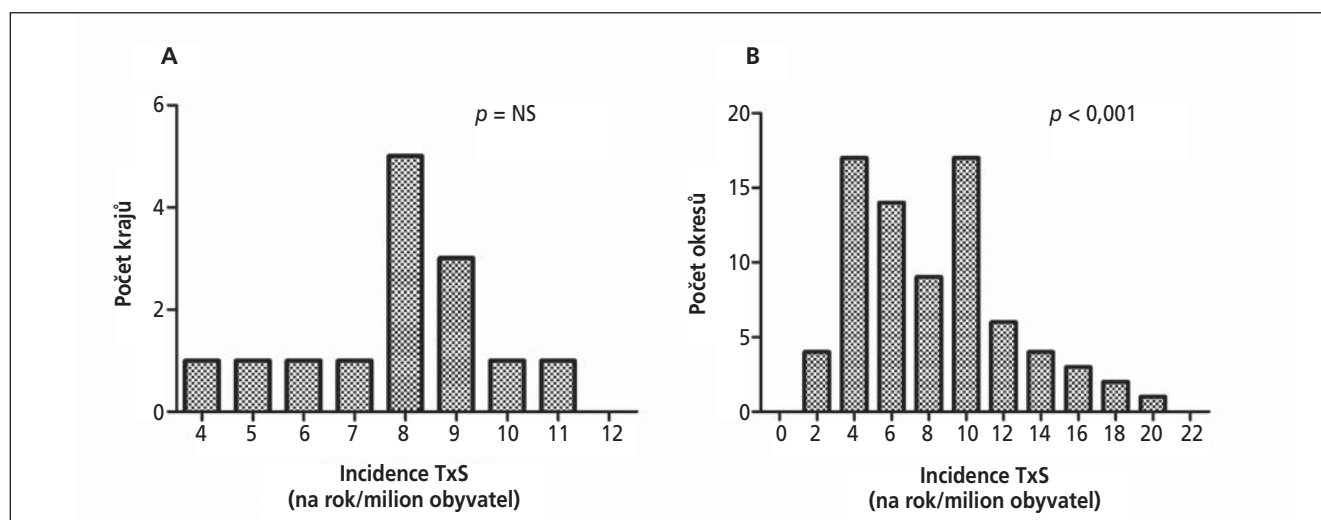 A
p = NS
Počet krajů
6
4
2
0
4 5 6 7 8 9 10 11 12
Incidence TxS
(na rok/milion obyvatel)
B
p < 0,001
Počet okresů
20
15
10
5
0
0 2 4 6 8 10 12 14 16 18 20 22
Incidence TxS
(na rok/milion obyvatel)